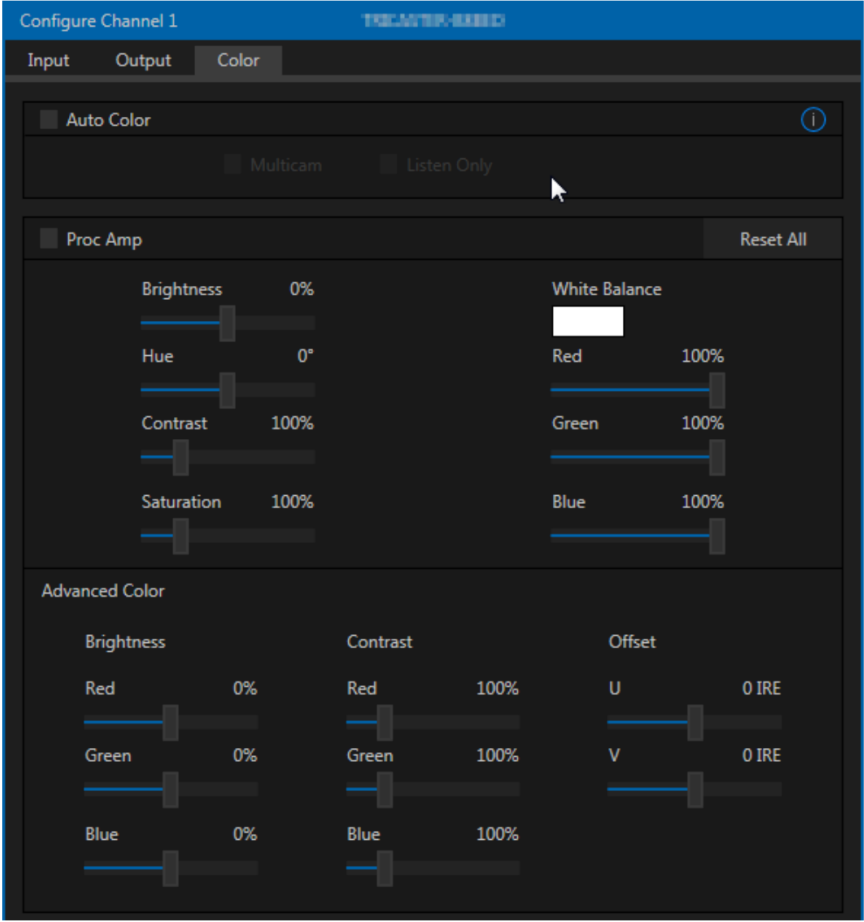 Configure Channel 1
Input Output Color
Auto Color i
Multicam Listen Only
Proc Amp Reset All
Brightness 0% White Balance
Hue 0° Red 100%
Contrast 100% Green 100%
Saturation 100% Blue 100%
Advanced Color
Brightness Contrast Offset
Red 0% Red 100% U 0 IRE
Green 0% Green 100% V 0 IRE
Blue 0% Blue 100%